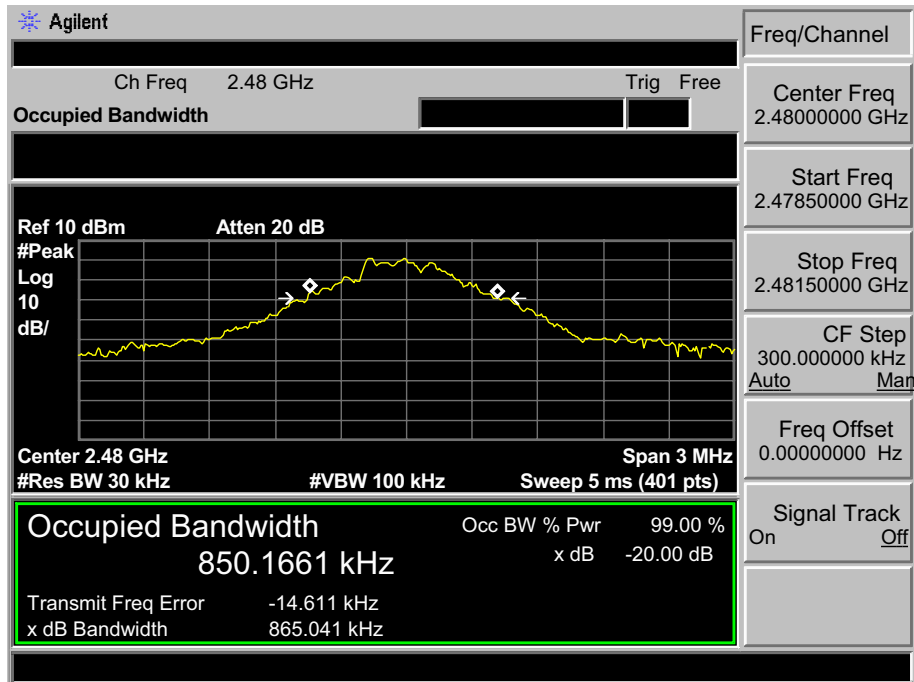 Agilent
Ch Freq 2.48 GHz Trig Free
Occupied Bandwidth
Ref 10 dBm Atten 20 dB
#Peak
Log
10
dB/
Center 2.48 GHz Span 3 MHz
#Res BW 30 kHz #VBW 100 kHz Sweep 5 ms (401 pts)
Occupied Bandwidth Occ BW % Pwr 99.00 %
850.1661 kHz x dB -20.00 dB
Transmit Freq Error -14.611 kHz
x dB Bandwidth 865.041 kHz
Freq/Channel
Center Freq
2.48000000 GHz
Start Freq
2.47850000 GHz
Stop Freq
2.48150000 GHz
CF Step
300.000000 kHz
Auto Man
Freq Offset
0.00000000 Hz
Signal Track
On Off